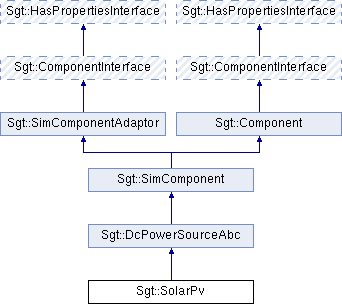 Sgt::HasPropertiesInterface Sgt::HasPropertiesInterface
Sgt::ComponentInterface Sgt::ComponentInterface
Sgt::SimComponentAdaptor Sgt::Component
Sgt::SimComponent
Sgt::DcPowerSourceAbc
Sgt::SolarPv